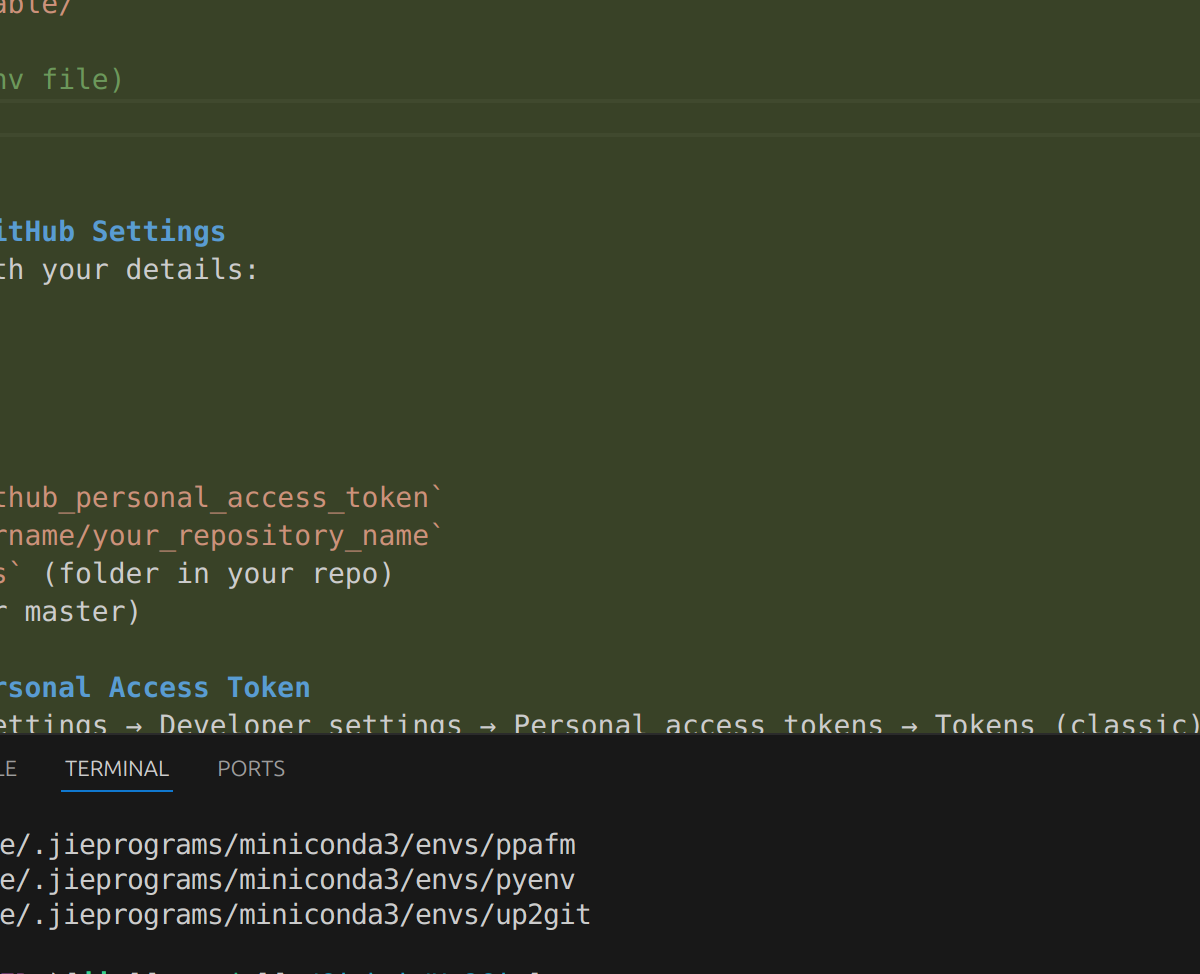 able/
nv file)
itHub Settings
th your details:
thub_personal_access_token`
rname/your_repository_name`
s` (folder in your repo)
r master)
rsonal Access Token
ettings → Developer settings → Personal access tokens → Tokens (classic)
LE TERMINAL PORTS
e/.jieprograms/miniconda3/envs/ppafm
e/.jieprograms/miniconda3/envs/pyenv
e/.jieprograms/miniconda3/envs/up2git